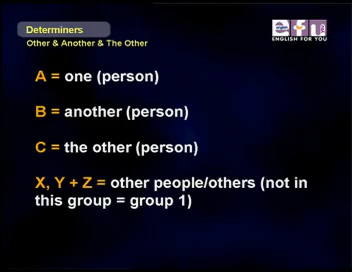 Determiners
Other & Another & The Other
ENGLISH FOR YOU
A = one (person)
B = another (person)
C = the other (person)
X, Y + Z = other people/others (not in
this group = group 1)